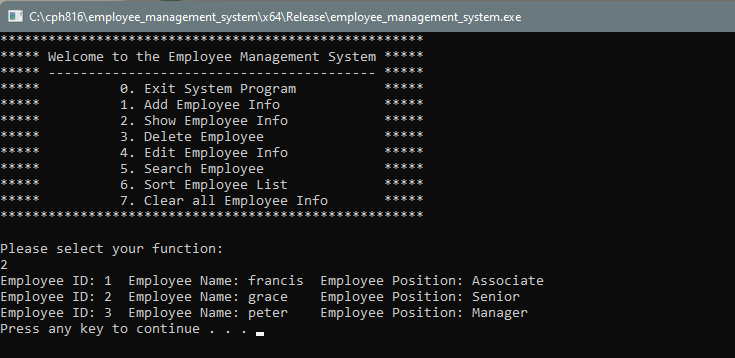 C:\cph816\employee_management_system\x64\Release\employee_management_system.exe
*****************************************************
***** Welcome to the Employee Management System *****
***** ----------------------------------------- *****
*****          0. Exit System Program           *****
*****          1. Add Employee Info             *****
*****          2. Show Employee Info            *****
*****          3. Delete Employee               *****
*****          4. Edit Employee Info            *****
*****          5. Search Employee               *****
*****          6. Sort Employee List            *****
*****          7. Clear all Employee Info       *****
*****************************************************
Please select your function:
2
Employee ID: 1  Employee Name: francis  Employee Position: Associate
Employee ID: 2  Employee Name: grace    Employee Position: Senior
Employee ID: 3  Employee Name: peter    Employee Position: Manager
Press any key to continue . . .